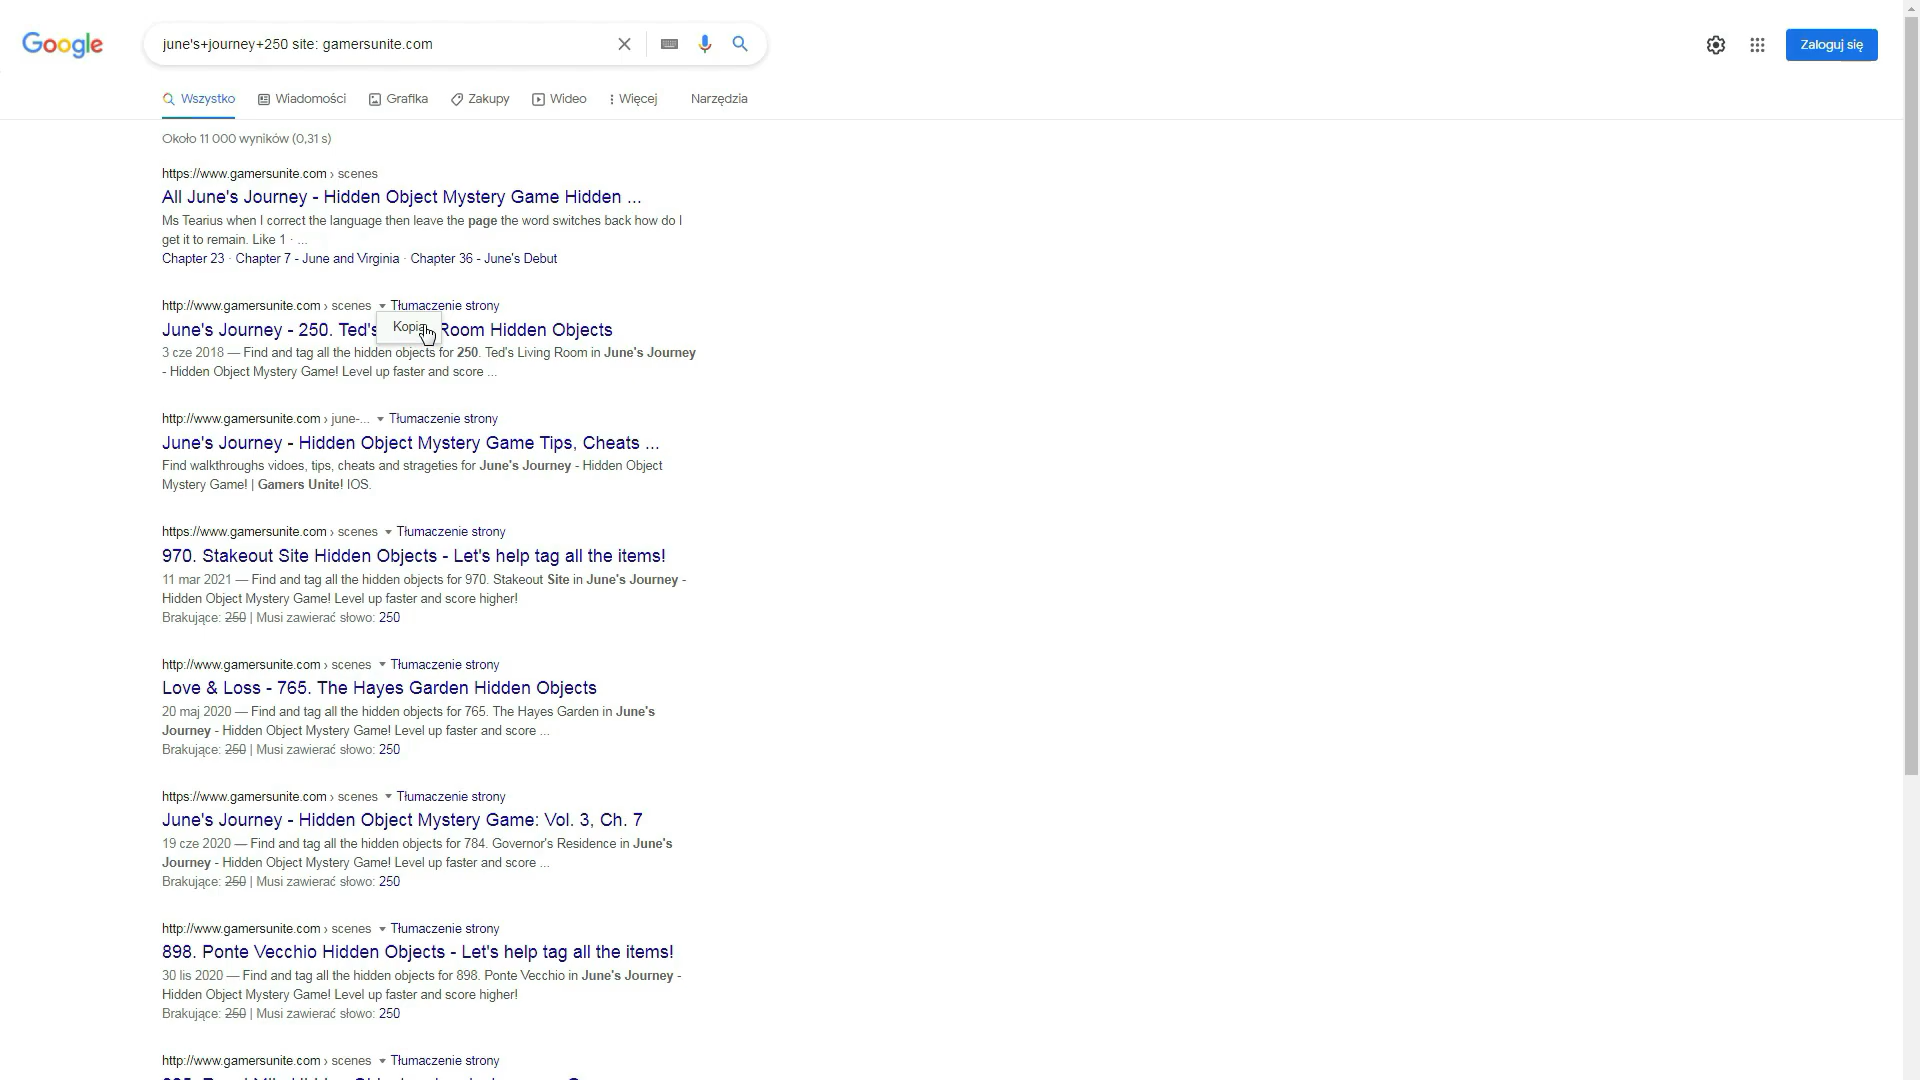 Google
june's+journey+250 site: gamersunite.com
Zaloguj się
Wszystko
Wiadomości
Grafika
Zakupy
Wideo
Więcej
Narzędzia
Około 11 000 wyników (0,31 s)
https://www.gamersunite.com › scenes
All June's Journey - Hidden Object Mystery Game Hidden ...
Ms Tearius when I correct the language then leave the page the word switches back how do I
get it to remain. Like 1 · ...
Chapter 23 · Chapter 7 - June and Virginia · Chapter 36 - June's Debut
http://www.gamersunite.com › scenes Tłumaczenie strony
Kopia
June's Journey - 250. Ted's Room Hidden Objects
3 cze 2018 — Find and tag all the hidden objects for 250. Ted's Living Room in June's Journey
- Hidden Object Mystery Game! Level up faster and score ...
http://www.gamersunite.com › june-... Tłumaczenie strony
June's Journey - Hidden Object Mystery Game Tips, Cheats ...
Find walkthroughs vidoes, tips, cheats and strageties for June's Journey - Hidden Object
Mystery Game! | Gamers Unite! IOS.
https://www.gamersunite.com › scenes Tłumaczenie strony
970. Stakeout Site Hidden Objects - Let's help tag all the items!
11 mar 2021 — Find and tag all the hidden objects for 970. Stakeout Site in June's Journey -
Hidden Object Mystery Game! Level up faster and score higher!
Brakujące: 250 | Musi zawierać słowo: 250
http://www.gamersunite.com › scenes Tłumaczenie strony
Love & Loss - 765. The Hayes Garden Hidden Objects
20 maj 2020 — Find and tag all the hidden objects for 765. The Hayes Garden in June's
Journey - Hidden Object Mystery Game! Level up faster and score ...
Brakujące: 250 | Musi zawierać słowo: 250
https://www.gamersunite.com › scenes Tłumaczenie strony
June's Journey - Hidden Object Mystery Game: Vol. 3, Ch. 7
19 cze 2020 — Find and tag all the hidden objects for 784. Governor's Residence in June's
Journey - Hidden Object Mystery Game! Level up faster and score ...
Brakujące: 250 | Musi zawierać słowo: 250
http://www.gamersunite.com › scenes Tłumaczenie strony
898. Ponte Vecchio Hidden Objects - Let's help tag all the items!
30 lis 2020 — Find and tag all the hidden objects for 898. Ponte Vecchio in June's Journey -
Hidden Object Mystery Game! Level up faster and score higher!
Brakujące: 250 | Musi zawierać słowo: 250
http://www.gamersunite.com › scenes Tłumaczenie strony